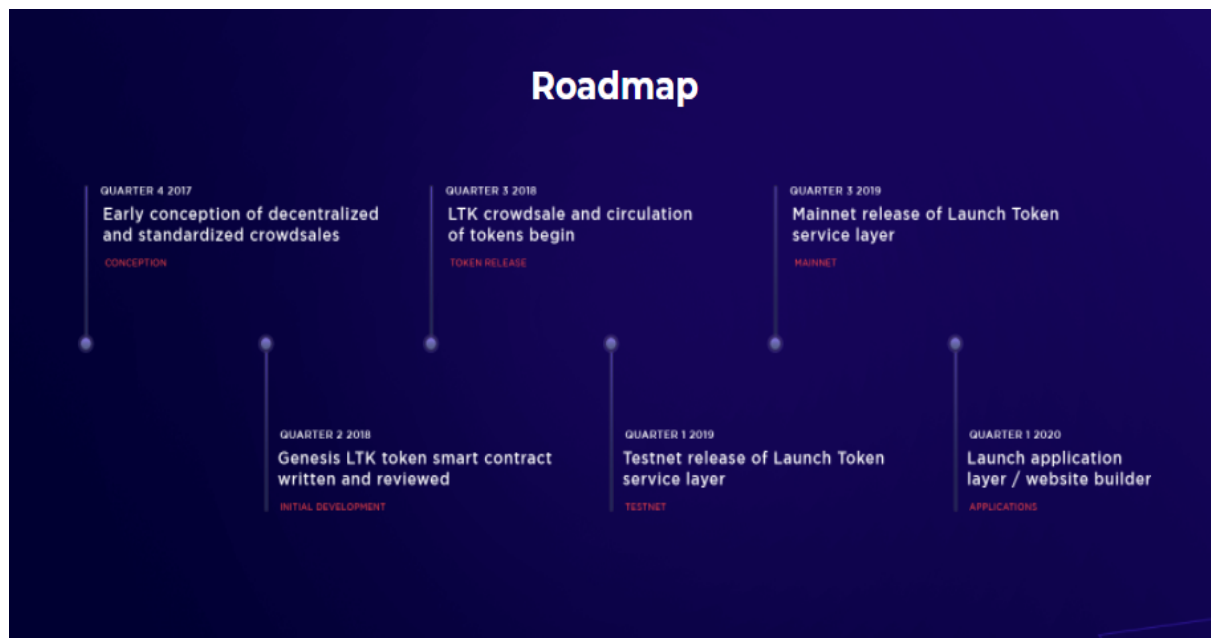 Roadmap
QUARTER 4 2017
Early conception of decentralized
and standardized crowdsales
CONCEPTION
QUARTER 2 2018
Genesis LTK token smart contract
written and reviewed
INITIAL DEVELOPMENT
QUARTER 3 2018
LTK crowdsale and circulation
of tokens begin
TOKEN RELEASE
QUARTER 1 2019
Testnet release of Launch Token
service layer
TESTNET
QUARTER 3 2019
Mainnet release of Launch Token
service layer
MAINNET
QUARTER 1 2020
Launch application
layer / website builder
APPLICATIONS